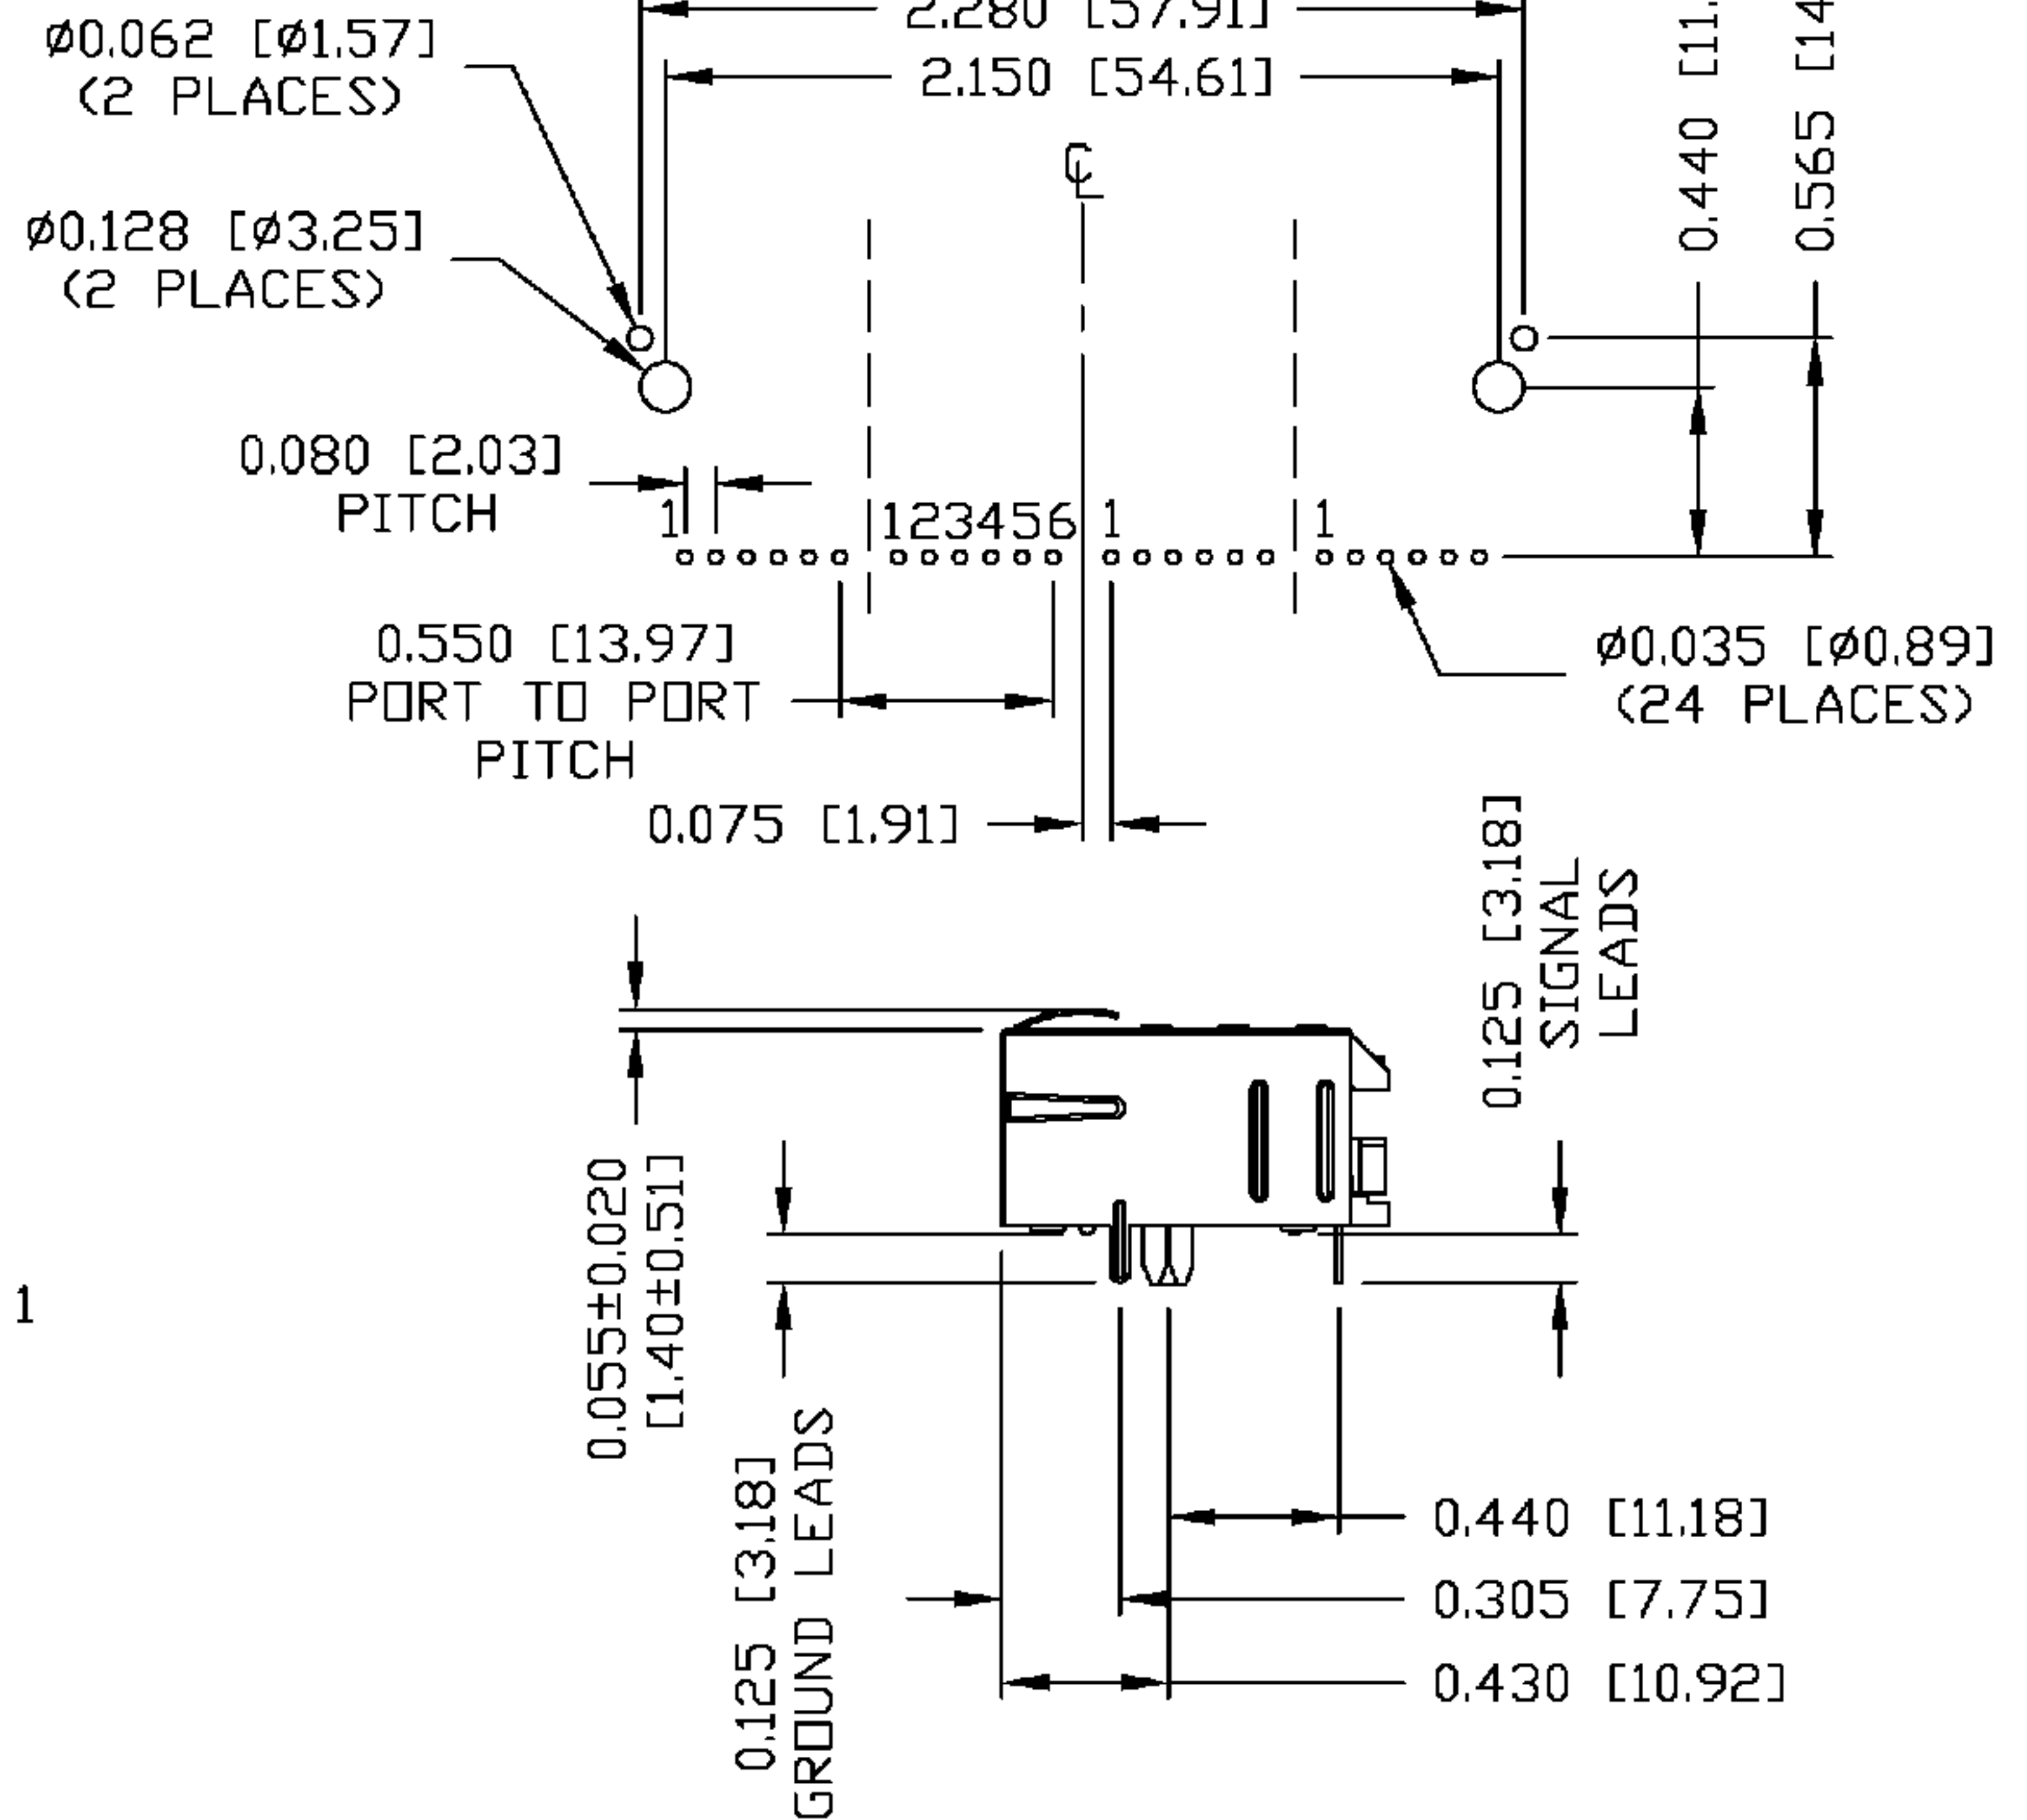 2.280 [57.91]
ø0.062 [ø1.57]
(2 PLACES)
2.150 [54.61]
℄
0.440 [11.
0.565 [14
ø0.128 [ø3.25]
(2 PLACES)
0.080 [2.03]
PITCH
1 123456 1 1
0.550 [13.97]
PORT TO PORT
PITCH
ø0.035 [ø0.89]
(24 PLACES)
0.075 [1.91]
0.125 [3.18]
SIGNAL
LEADS
0.055±0.020
[1.40±0.51]
1
0.125 [3.18]
GROUND LEADS
0.440 [11.18]
0.305 [7.75]
0.430 [10.92]